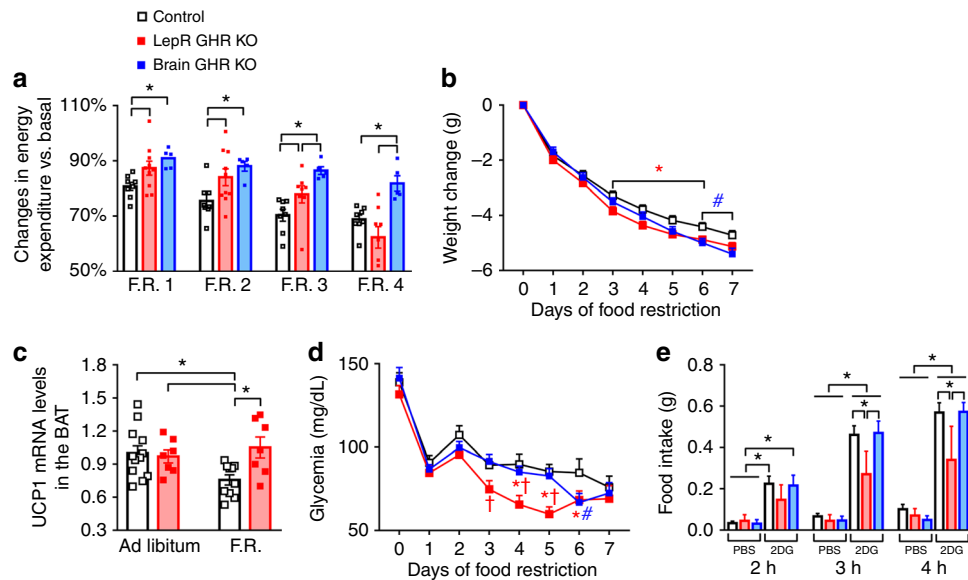 Control
LepR GHR KO
Brain GHR KO
a
Changes in energy
expenditure vs. basal
110%
90%
70%
50%
* * * *
F.R. 1 F.R. 2 F.R. 3 F.R. 4
b
Weight change (g)
0
−2
−4
−6
*
#
0 1 2 3 4 5 6 7
Days of food restriction
c
UCP1 mRNA levels
in the BAT
1.8
1.5
1.2
0.9
0.6
0.3
*
*
Ad libitum F.R.
d
Glycemia (mg/dL)
150
100
50
† *† *† *#
0 1 2 3 4 5 6 7
Days of food restriction
e
Food intake (g)
0.8
0.6
0.4
0.2
0.0
* * *
* *
PBS 2DG PBS 2DG PBS 2DG
2 h 3 h 4 h